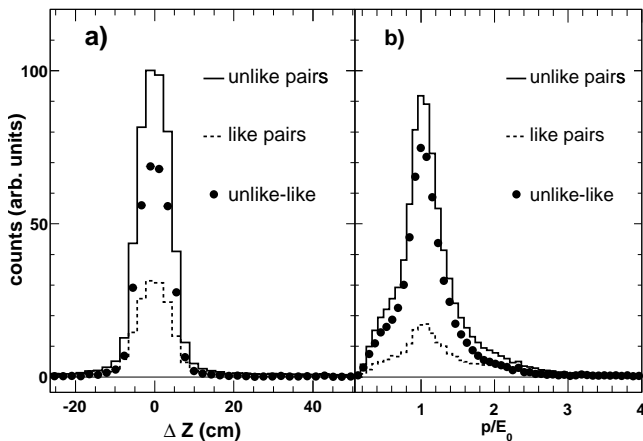 a)
unlike pairs
like pairs
unlike-like
b)
unlike pairs
like pairs
unlike-like
counts (arb. units)
100
50
0
-20 0 20 40
1 2 3 4
Δ Z (cm)
p/E0